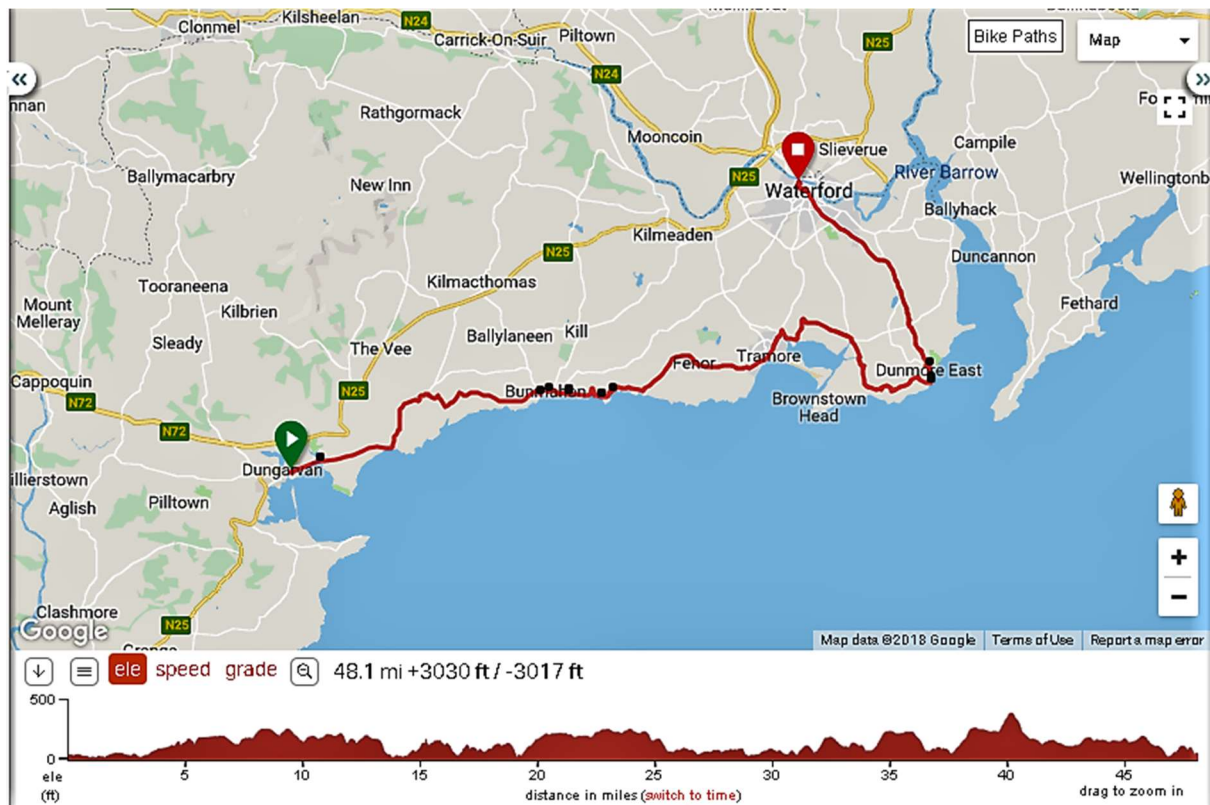 Clonmel
Kilsheelan
N24
Carrick-On-Suir
Piltown
N25
Bike Paths
Map
«
»
N24
nnan
Rathgormack
Mooncoin
Slieverue
Campile
Ballymacarbry
New Inn
N25
Waterford
River Barrow
Wellingtonb
Ballyhack
Kilmeaden
N25
Duncannon
Tooraneena
Kilmacthomas
Fethard
Mount
Melleray
Kilbrien
Ballylaneen
Kill
Sleady
The Vee
Fenor
Tramore
Dunmore East
Cappoquin
N25
Bunmahon
Brownstown
Head
N72
N72
Dungarvan
illierstown
Aglish
Pilltown
Clashmore
N25
+
−
Google
Map data ©2018 Google
Terms of Use
Report a map error
ele speed grade 48.1 mi +3030 ft / -3017 ft
500
0
ele
(ft)
5 10 15 20 25 30 35 40 45
distance in miles (switch to time)
drag to zoom in